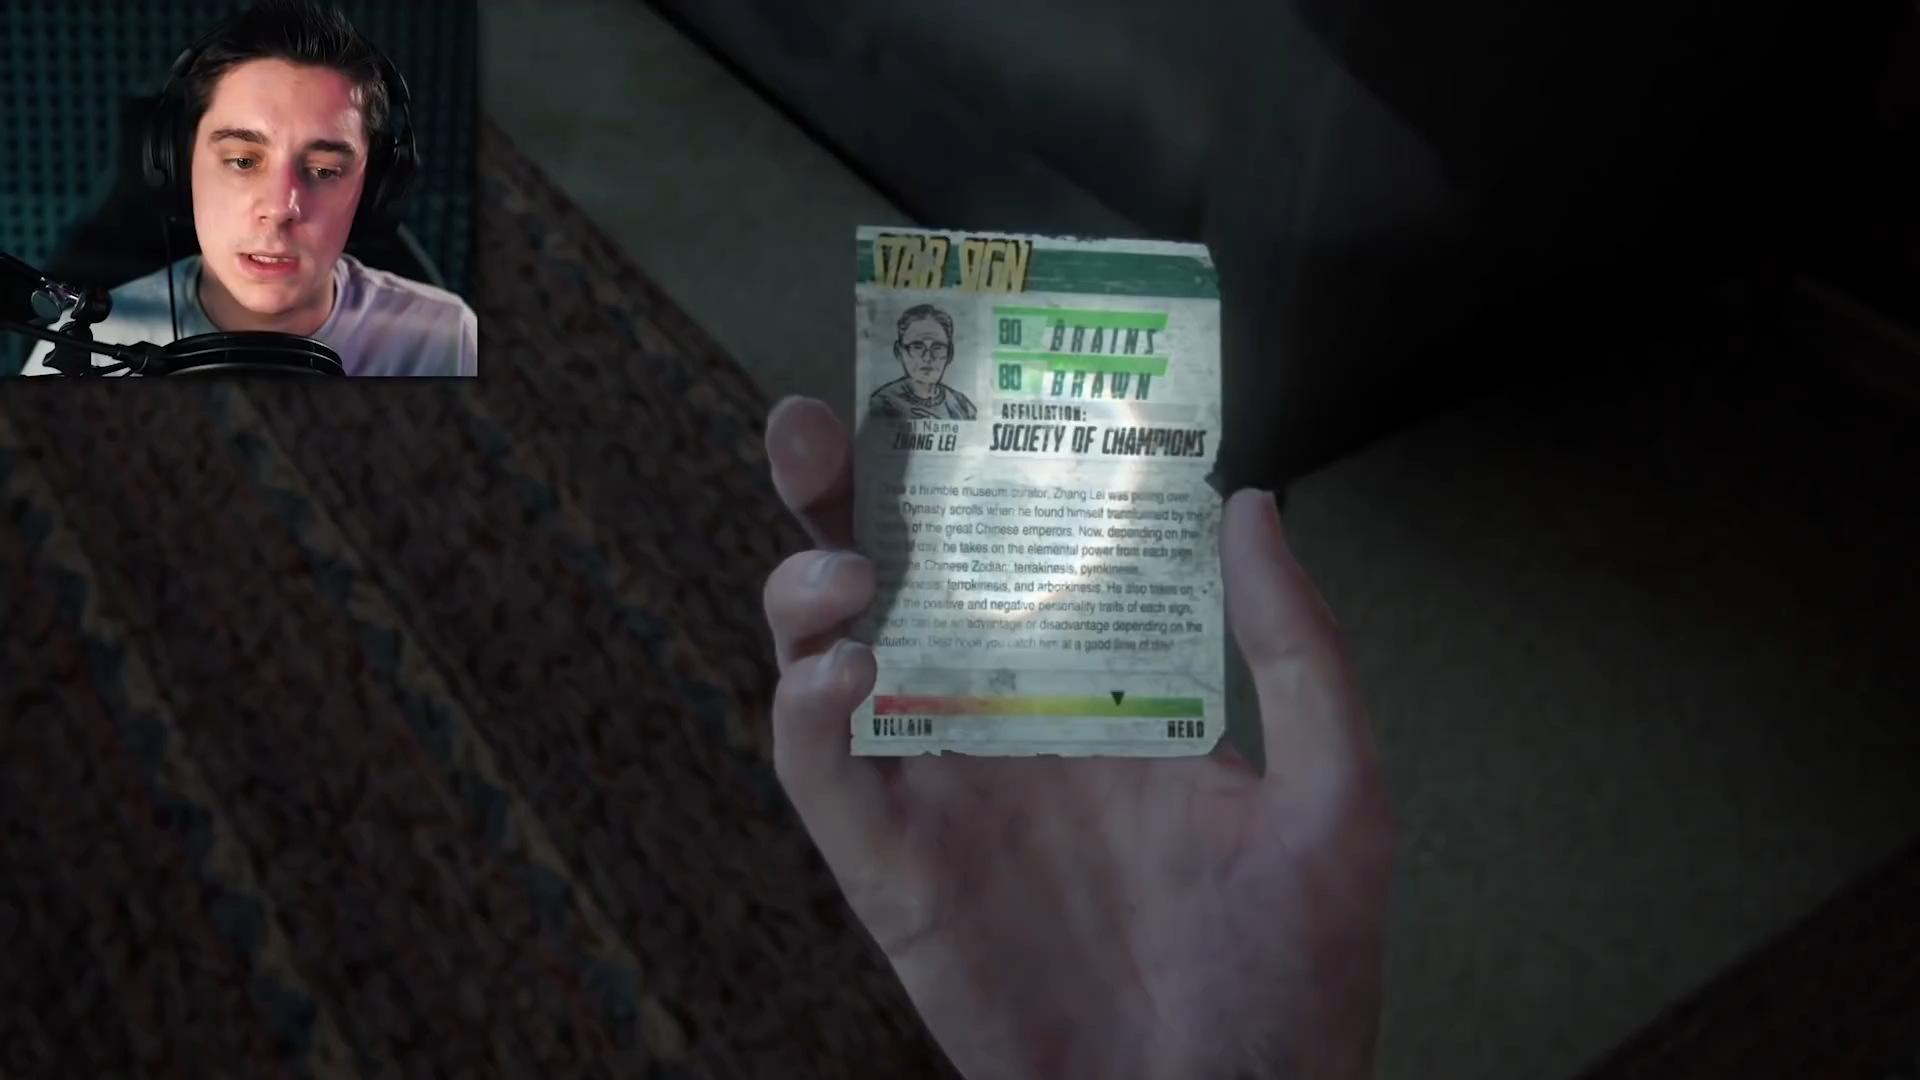 STAR SIGN
80 BRAINS
80 BRAWN
AFFILIATION:
SOCIETY OF CHAMPIONS
Name
ZHANG LEI
a humble museum curator, Zhang Lei was poring over
Dynasty scrolls when he found himself transformed by the
of the great Chinese emperors. Now, depending on the
of day, he takes on the elemental power from each sign
Chinese Zodiac: terrakinesis, pyrokinesis,
ferrokinesis, and arborkinesis. He also takes on
the positive and negative personality traits of each sign,
which can be an advantage or disadvantage depending on the
situation. Best hope you catch him at a good time of day!
VILLAIN
HERO